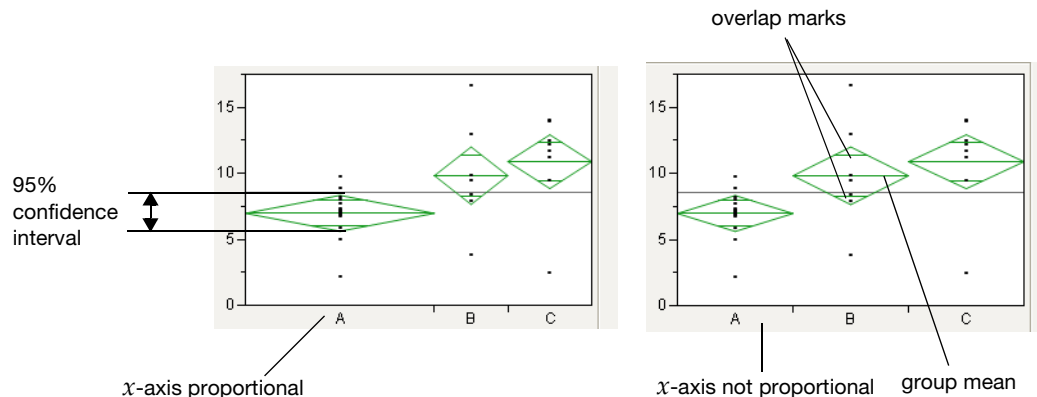 overlap marks
15
10
5
0
A
B
C
15
10
5
0
A
B
C
95%
confidence
interval
x-axis proportional
x-axis not proportional
group mean